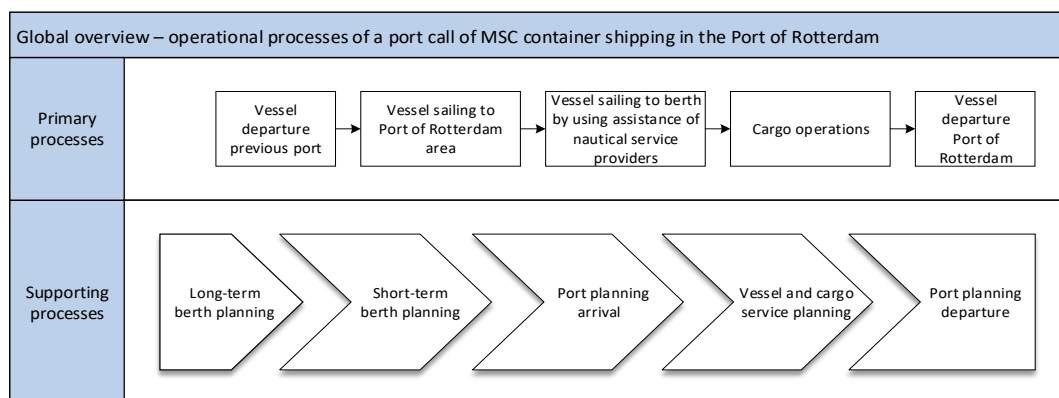 Global overview – operational processes of a port call of MSC container shipping in the Port of Rotterdam
Primary
processes
Vessel
departure
previous port
Vessel sailing to
Port of Rotterdam
area
Vessel sailing to berth
by using assistance of
nautical service
providers
Cargo operations
Vessel
departure
Port of
Rotterdam
Supporting
processes
Long-term
berth planning
Short-term
berth planning
Port planning
arrival
Vessel and cargo
service planning
Port planning
departure